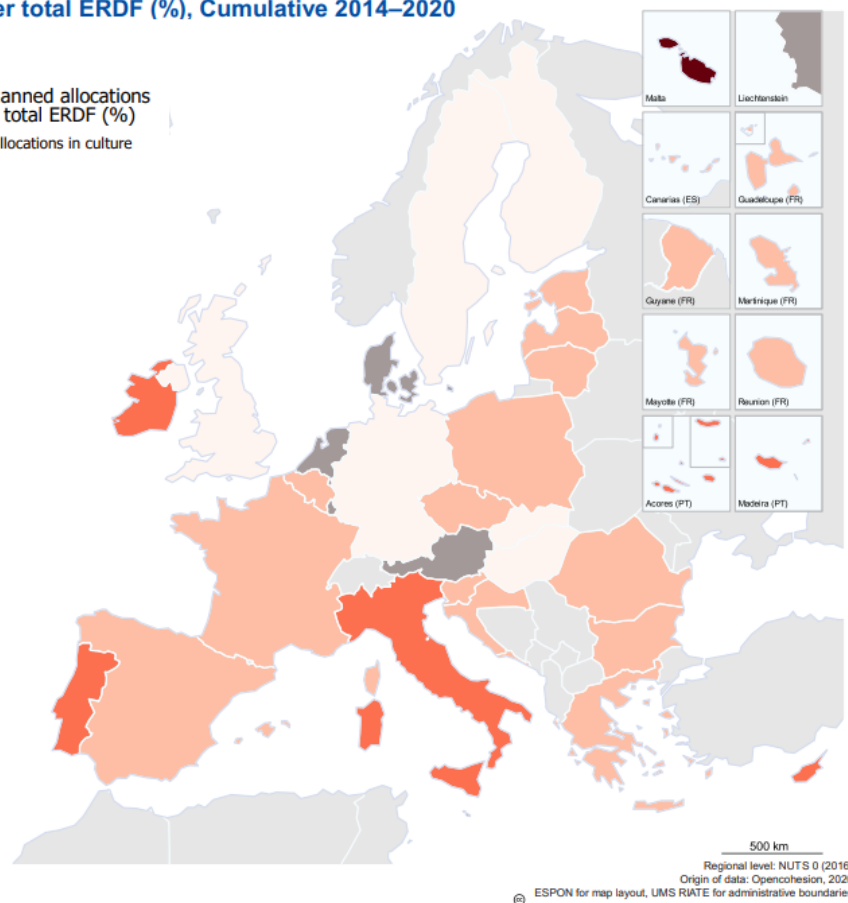 er total ERDF (%), Cumulative 2014–2020
anned allocations
total ERDF (%)
llocations in culture
Malta
Liechtenstein
Canarias (ES)
Guadeloupe (FR)
Guyane (FR)
Martinique (FR)
Mayotte (FR)
Reunion (FR)
Acores (PT)
Madeira (PT)
500 km
Regional level: NUTS 0 (2016
Origin of data: Opencohesion, 202
ESPON for map layout, UMS RIATE for administrative boundarie
cc